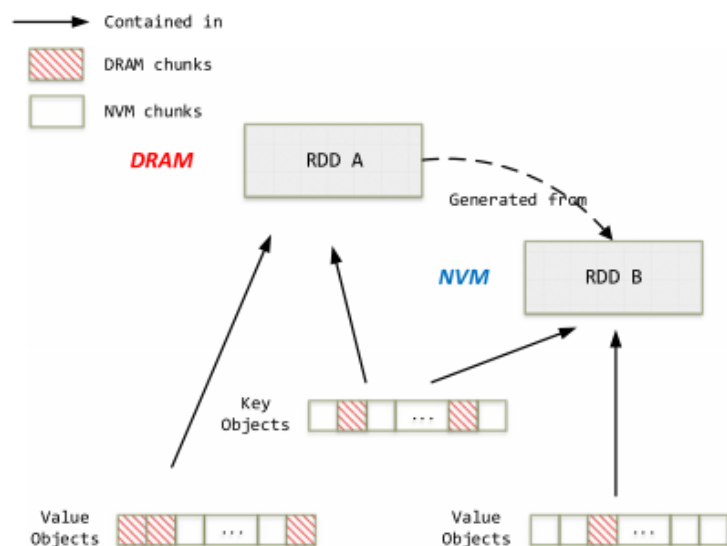 Contained in
DRAM chunks
NVM chunks
DRAM
RDD A
Generated from
NVM
RDD B
Key
Objects
...
Value
Objects
...
Value
Objects
...